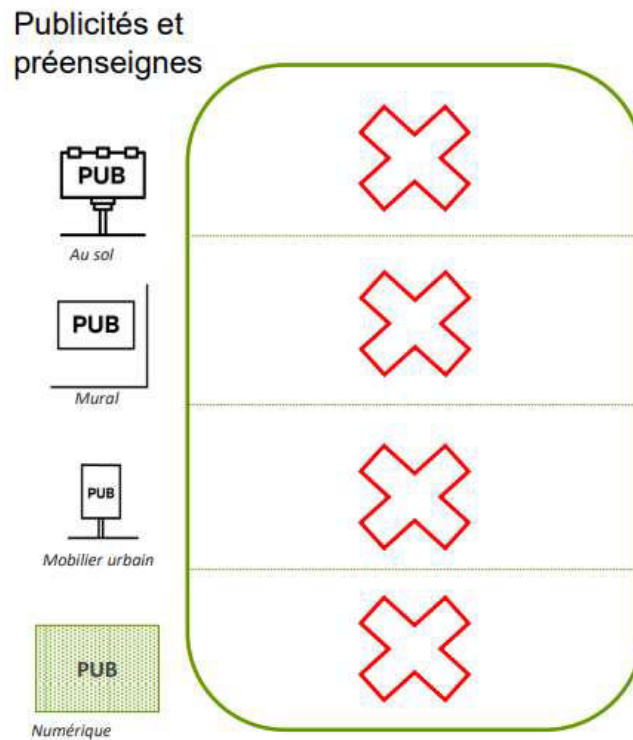 Publicités et
préenseignes
PUB
Au sol
PUB
Mural
PUB
Mobilier urbain
PUB
Numérique